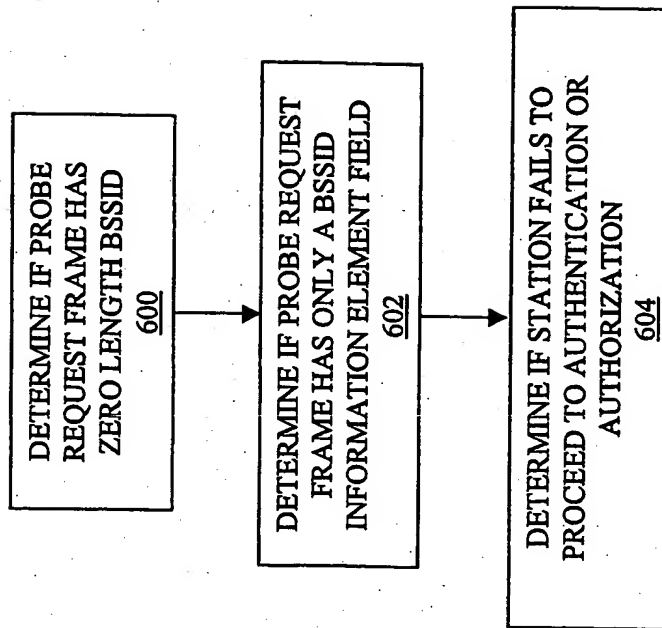 DETERMINE IF PROBE
REQUEST FRAME HAS
ZERO LENGTH BSSID
600
DETERMINE IF PROBE REQUEST
FRAME HAS ONLY A BSSID
INFORMATION ELEMENT FIELD
602
DETERMINE IF STATION FAILS TO
PROCEED TO AUTHENTICATION OR
AUTHORIZATION
604